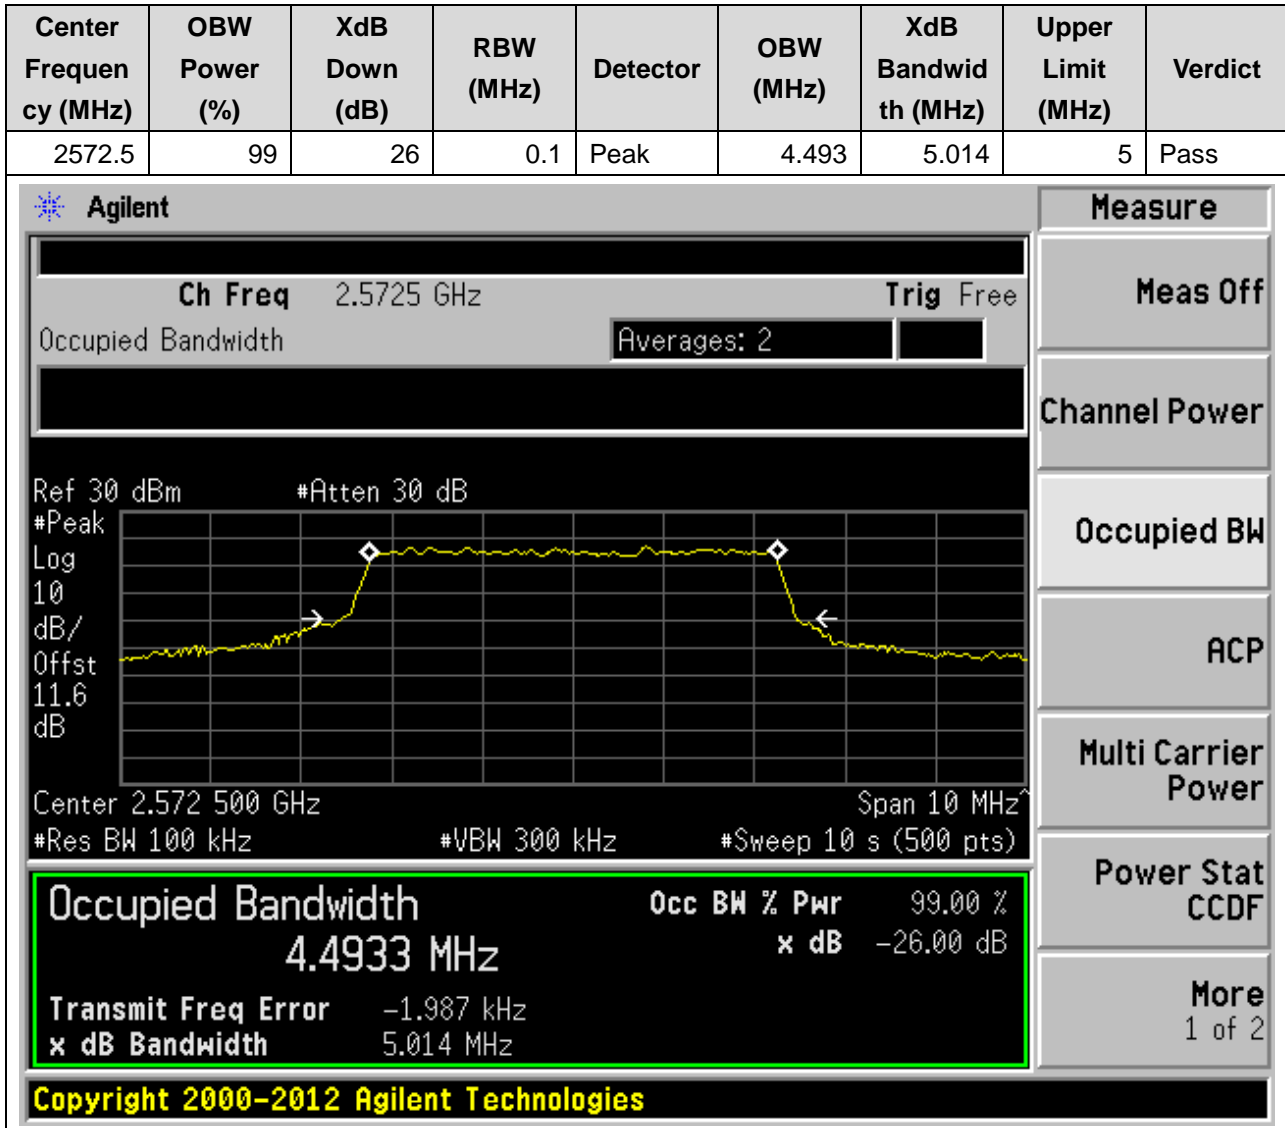 Center Frequen cy (MHz) OBW Power (%) XdB Down (dB) RBW (MHz) Detector OBW (MHz) XdB Bandwid th (MHz) Upper Limit (MHz) Verdict
2572.5 99 26 0.1 Peak 4.493 5.014 5 Pass
Agilent
Measure
Ch Freq 2.5725 GHz Trig Free
Occupied Bandwidth Averages: 2
Meas Off
Channel Power
Occupied BW
ACP
Multi Carrier
Power
Power Stat
CCDF
More
1 of 2
Ref 30 dBm #Atten 30 dB
#Peak
Log
10
dB/
Offst
11.6
dB
Center 2.572 500 GHz Span 10 MHz^
#Res BW 100 kHz #VBW 300 kHz #Sweep 10 s (500 pts)
Occupied Bandwidth Occ BW % Pwr 99.00 %
4.4933 MHz x dB -26.00 dB
Transmit Freq Error -1.987 kHz
x dB Bandwidth 5.014 MHz
Copyright 2000-2012 Agilent Technologies